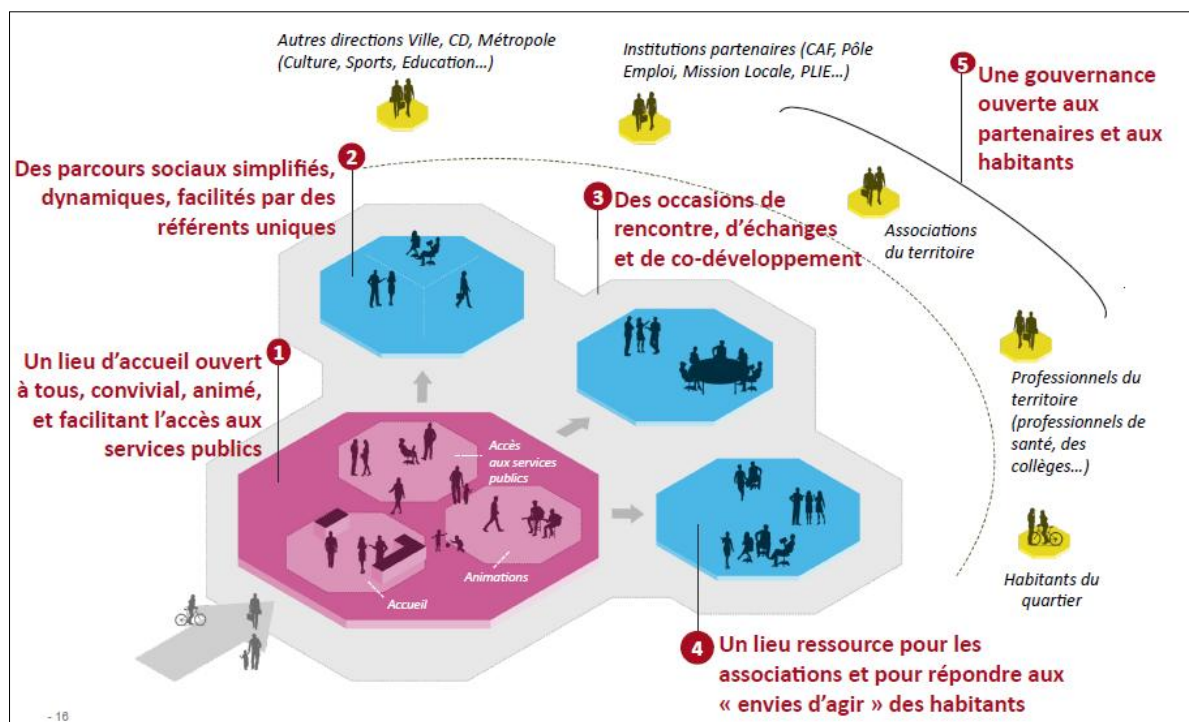 Autres directions Ville, CD, Métropole
(Culture, Sports, Education…)
Institutions partenaires (CAF, Pôle
Emploi, Mission Locale, PLIE…)
5
Une gouvernance
ouverte aux
partenaires et aux
habitants
2
Des parcours sociaux simplifiés,
dynamiques, facilités par des
référents uniques
3
Des occasions de
rencontre, d'échanges
et de co-développement
Associations
du territoire
1
Un lieu d'accueil ouvert
à tous, convivial, animé,
et facilitant l'accès aux
services publics
Accès
aux services
publics
Animations
Accueil
Professionnels du
territoire
(professionnels de
santé, des
collèges…)
Habitants du
quartier
4
Un lieu ressource pour les
associations et pour répondre aux
« envies d'agir » des habitants
- 16